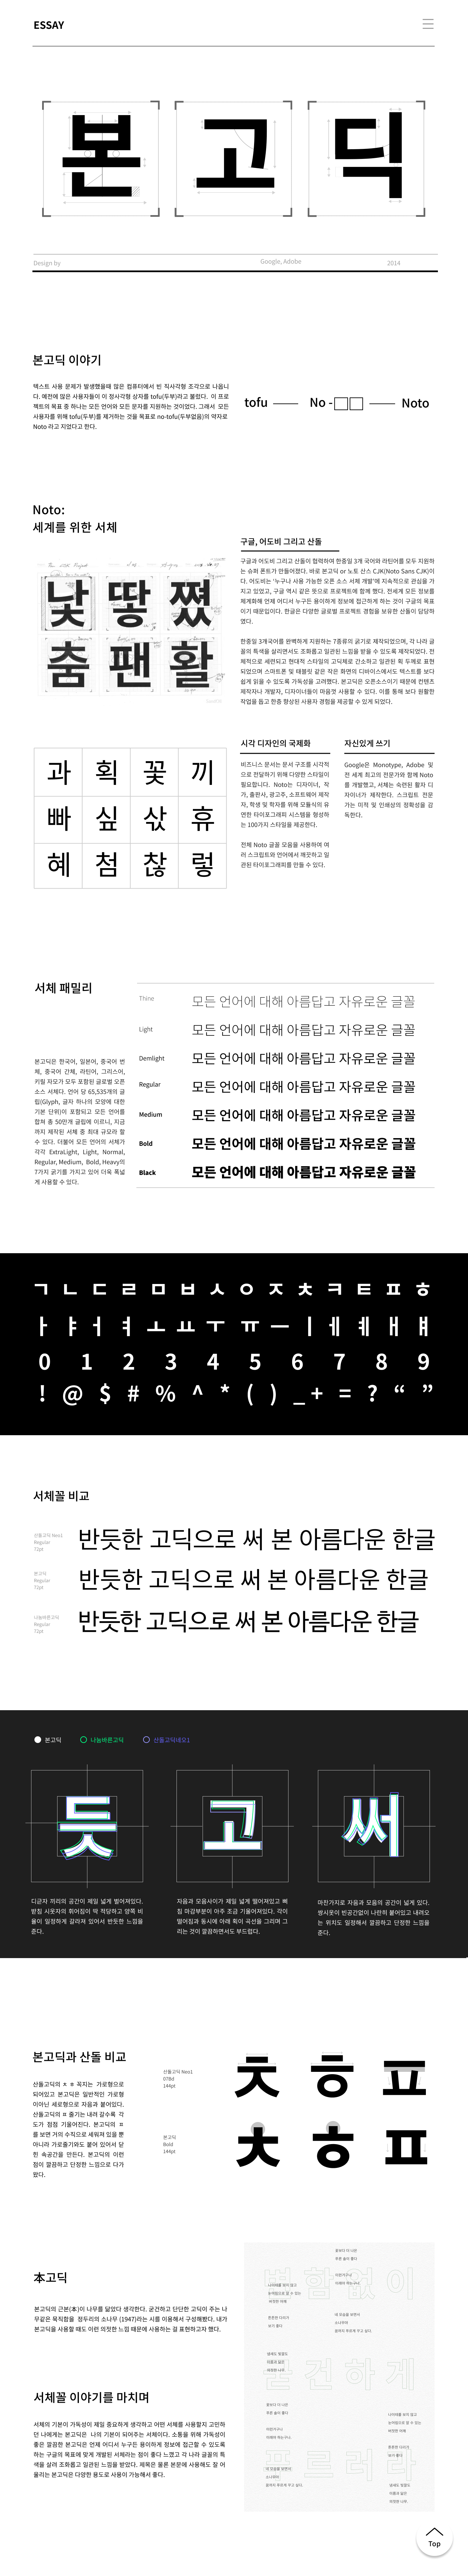 ESSAY
본고딕
Design by
Google, Adobe
2014
본고딕 이야기
텍스트 사용 문제가 발생했을때 많은 컴퓨터에서 빈 직사각형 조각으로 나옵니
다. 예전에 많은 사용자들이 이 정사각형 상자를 tofu(두부)라고 불렀다. 이 프로
젝트의 목표 중 하나는 모든 언어와 모든 문자를 지원하는 것이었다. 그래서 모든
사용자를 위해 tofu(두부)를 제거하는 것을 목표로 no-tofu(두부없음)의 약자로
Noto 라고 지었다고 한다.
tofu
No -□□
Noto
Noto:
세계를 위한 서체
낮 땋 쩠
춤 팬 활
구글, 어도비 그리고 산돌
구글과 어도비 그리고 산돌이 협력하여 한중일 3개 국어와 라틴어를 모두 지원하
는 슈퍼 폰트가 만들어졌다. 바로 본고딕 or 노토 산스 CJK(Noto Sans CJK)이
다. 어도비는 ‘누구나 사용 가능한 오픈 소스 서체 개발’에 지속적으로 관심을 가
지고 있었고, 구글 역시 같은 뜻으로 프로젝트에 함께 했다. 전세계 모든 정보를
체계화해 언제 어디서 누구든 용이하게 정보에 접근하게 하는 것이 구글의 목표
이기 때문입이다. 한글은 다양한 글로벌 프로젝트 경험을 보유한 산돌이 담당하
였다.
한중일 3개국어를 완벽하게 지원하는 7종류의 굵기로 제작되었으며, 각 나라 글
꼴의 특색을 살리면서도 조화롭고 일관된 느낌을 받을 수 있도록 제작되었다. 전
체적으로 세련되고 현대적 스타일의 고딕체로 간소하고 일관된 획 두께로 표현
되었으며 스마트폰 및 태블릿 같은 작은 화면의 디바이스에서도 텍스트를 보다
쉽게 읽을 수 있도록 가독성을 고려했다. 본고딕은 오픈소스이기 때문에 컨텐츠
제작자나 개발자, 디자이너들이 마음껏 사용할 수 있다. 이를 통해 보다 원활한
작업을 돕고 한층 향상된 사용자 경험을 제공할 수 있게 되었다.
과 획 꽃 끼
빠 싶 삯 휴
혜 첨 찮 렇
시각 디자인의 국제화
비즈니스 문서는 문서 구조를 시각적
으로 전달하기 위해 다양한 스타일이
필요합니다. Noto는 디자이너, 작
가, 출판사, 광고주, 소프트웨어 제작
자, 학생 및 학자를 위해 모듈식의 유
연한 타이포그래피 시스템을 형성하
는 100가지 스타일을 제공한다.
전체 Noto 글꼴 모음을 사용하여 여
러 스크립트와 언어에서 깨끗하고 일
관된 타이포그래피를 만들 수 있다.
자신있게 쓰기
Google은 Monotype, Adobe 및
전 세계 최고의 전문가와 함께 Noto
를 개발했고, 서체는 숙련된 활자 디
자이너가 제작한다. 스크립트 전문
가는 미적 및 인쇄상의 정확성을 감
독한다.
서체 패밀리
본고딕은 한국어, 일본어, 중국어 번
체, 중국어 간체, 라틴어, 그리스어,
키릴 자모가 모두 포함된 글로벌 오픈
소스 서체다. 언어 당 65,535개의 글
립(Glyph, 글자 하나의 모양에 대한
기본 단위)이 포함되고 모든 언어를
합쳐 총 50만개 글립에 이르니, 지금
까지 제작된 서체 중 최대 규모라 할
수 있다. 더불어 모든 언어의 서체가
각각 ExtraLight, Light, Normal,
Regular, Medium, Bold, Heavy의
7가지 굵기를 가지고 있어 더욱 폭넓
게 사용할 수 있다.
Thine
모든 언어에 대해 아름답고 자유로운 글꼴
Light
모든 언어에 대해 아름답고 자유로운 글꼴
Demlight
모든 언어에 대해 아름답고 자유로운 글꼴
Regular
모든 언어에 대해 아름답고 자유로운 글꼴
Medium
모든 언어에 대해 아름답고 자유로운 글꼴
Bold
모든 언어에 대해 아름답고 자유로운 글꼴
Black
모든 언어에 대해 아름답고 자유로운 글꼴
ㄱ ㄴ ㄷ ㄹ ㅁ ㅂ ㅅ ㅇ ㅈ ㅊ ㅋ ㅌ ㅍ ㅎ
ㅏ ㅑ ㅓ ㅕ ㅗ ㅛ ㅜ ㅠ ㅡ ㅣ ㅔ ㅖ ㅐ ㅒ
0 1 2 3 4 5 6 7 8 9
! @ $ # % ^ * ( ) _ + = ? “ ”
서체꼴 비교
산돌고딕 Neo1
Regular
72pt
반듯한 고딕으로 써 본 아름다운 한글
본고딕
Regular
72pt
반듯한 고딕으로 써 본 아름다운 한글
나눔바른고딕
Regular
72pt
반듯한 고딕으로 써 본 아름다운 한글
본고딕
나눔바른고딕
산돌고딕네오1
듯 고 써
디귿자 끼리의 공간이 제일 넓게 벌어져있다.
받침 시옷자의 휘어짐이 딱 적당하고 양쪽 비
율이 일정하게 갈라져 있어서 반듯한 느낌을
준다.
자음과 모음사이가 제일 넓게 떨어져있고 삐
침 마감부분이 아주 조금 기울어져있다. 각이
떨어짐과 동시에 아래 획이 곡선을 그리며 그
리는 것이 깔끔하면서도 부드럽다.
마찬가지로 자음과 모음의 공간이 넓게 있다.
쌍시옷이 빈공간없이 나란히 붙어있고 내려오
는 위치도 일정해서 깔끔하고 단정한 느낌을
준다.
본고딕과 산돌 비교
산돌고딕의 ㅊ ㅎ 꼭지는 가로형으로
되어있고 본고딕은 일반적인 가로형
이아닌 세로형으로 자음과 붙어있다.
산돌고딕의 ㅍ 줄기는 내려 갈수록 각
도가 점점 기울어진다. 본고딕의 ㅍ
를 보면 거의 수직으로 세워져 있을 뿐
아니라 가로줄기와도 붙어 있어서 닫
힌 속공간을 만든다. 본고딕의 이런
점이 깔끔하고 단정한 느낌으로 다가
왔다.
산돌고딕 Neo1
07Bd
144pt
ㅊ ㅎ ㅍ
본고딕
Bold
144pt
ㅊ ㅎ ㅍ
本고딕
본고딕의 근본(本)이 나무를 닮았다 생각한다. 굳건하고 단단한 고딕이 주는 나
무같은 묵직함을 정두리의 소나무 (1947)라는 시를 이용해서 구성해봤다. 내가
본고딕을 사용할 때도 이런 의젓한 느낌 때문에 사용하는 걸 표현하고자 했다.
서체꼴 이야기를 마치며
서체의 기본이 가독성이 제일 중요하게 생각하고 어떤 서체를 사용할지 고민하
던 나에게는 본고딕은 나의 기본이 되어주는 서체이다. 소통을 위해 가독성이
좋은 깔끔한 본고딕은 언제 어디서 누구든 용이하게 정보에 접근할 수 있도록
하는 구글의 목표에 맞게 개발된 서체라는 점이 좋다 느꼈고 각 나라 글꼴의 특
색을 살려 조화롭고 일관된 느낌을 받았다. 제목은 물론 본문에 사용해도 잘 어
울리는 본고딕은 다양한 용도로 사용이 가능해서 좋다.
변함없이
굳건하게
푸르러라
Top